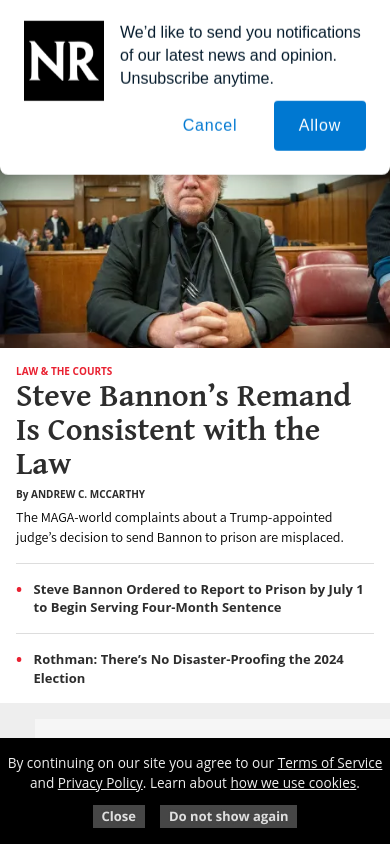 NR
We’d like to send you notifications
of our latest news and opinion.
Unsubscribe anytime.
Cancel
Allow
LAW & THE COURTS
Steve Bannon’s Remand
Is Consistent with the
Law
By ANDREW C. MCCARTHY
The MAGA-world complaints about a Trump-appointed
judge’s decision to send Bannon to prison are misplaced.
Steve Bannon Ordered to Report to Prison by July 1
to Begin Serving Four-Month Sentence
Rothman: There’s No Disaster-Proofing the 2024
Election
By continuing on our site you agree to our Terms of Service
and Privacy Policy. Learn about how we use cookies.
Close
Do not show again